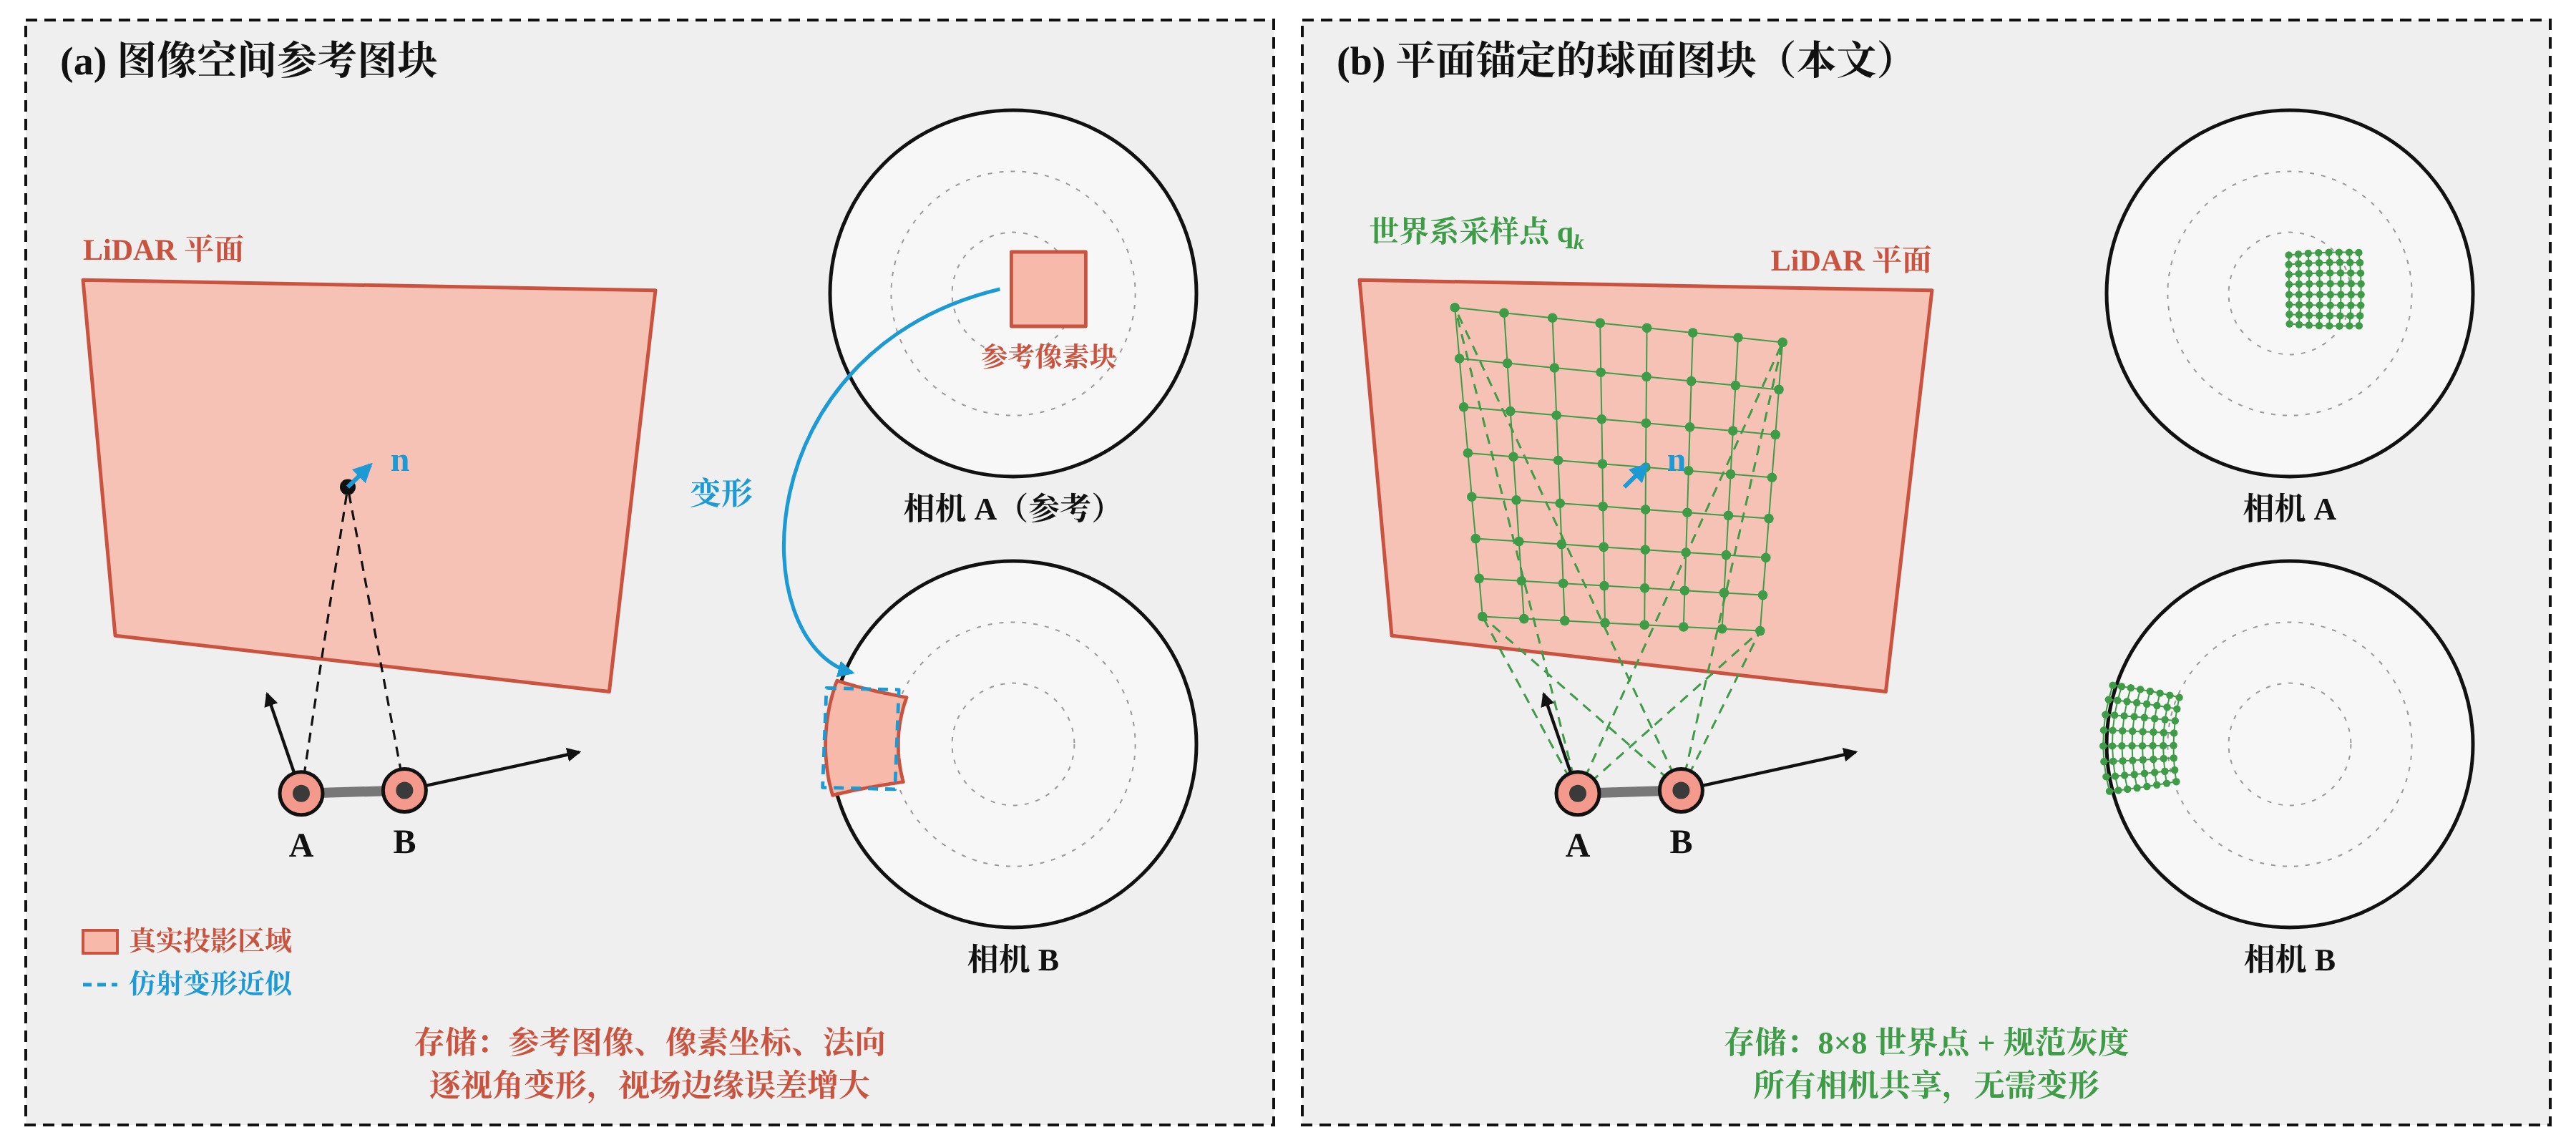 (a) 图像空间参考图块
LiDAR 平面
n
参考像素块
变形
相机 A（参考）
A
B
相机 B
真实投影区域
仿射变形近似
存储：参考图像、像素坐标、法向
逐视角变形，视场边缘误差增大
(b) 平面锚定的球面图块（本文）
世界系采样点 qk
LiDAR 平面
n
相机 A
A
B
相机 B
存储：8×8 世界点 + 规范灰度
所有相机共享，无需变形